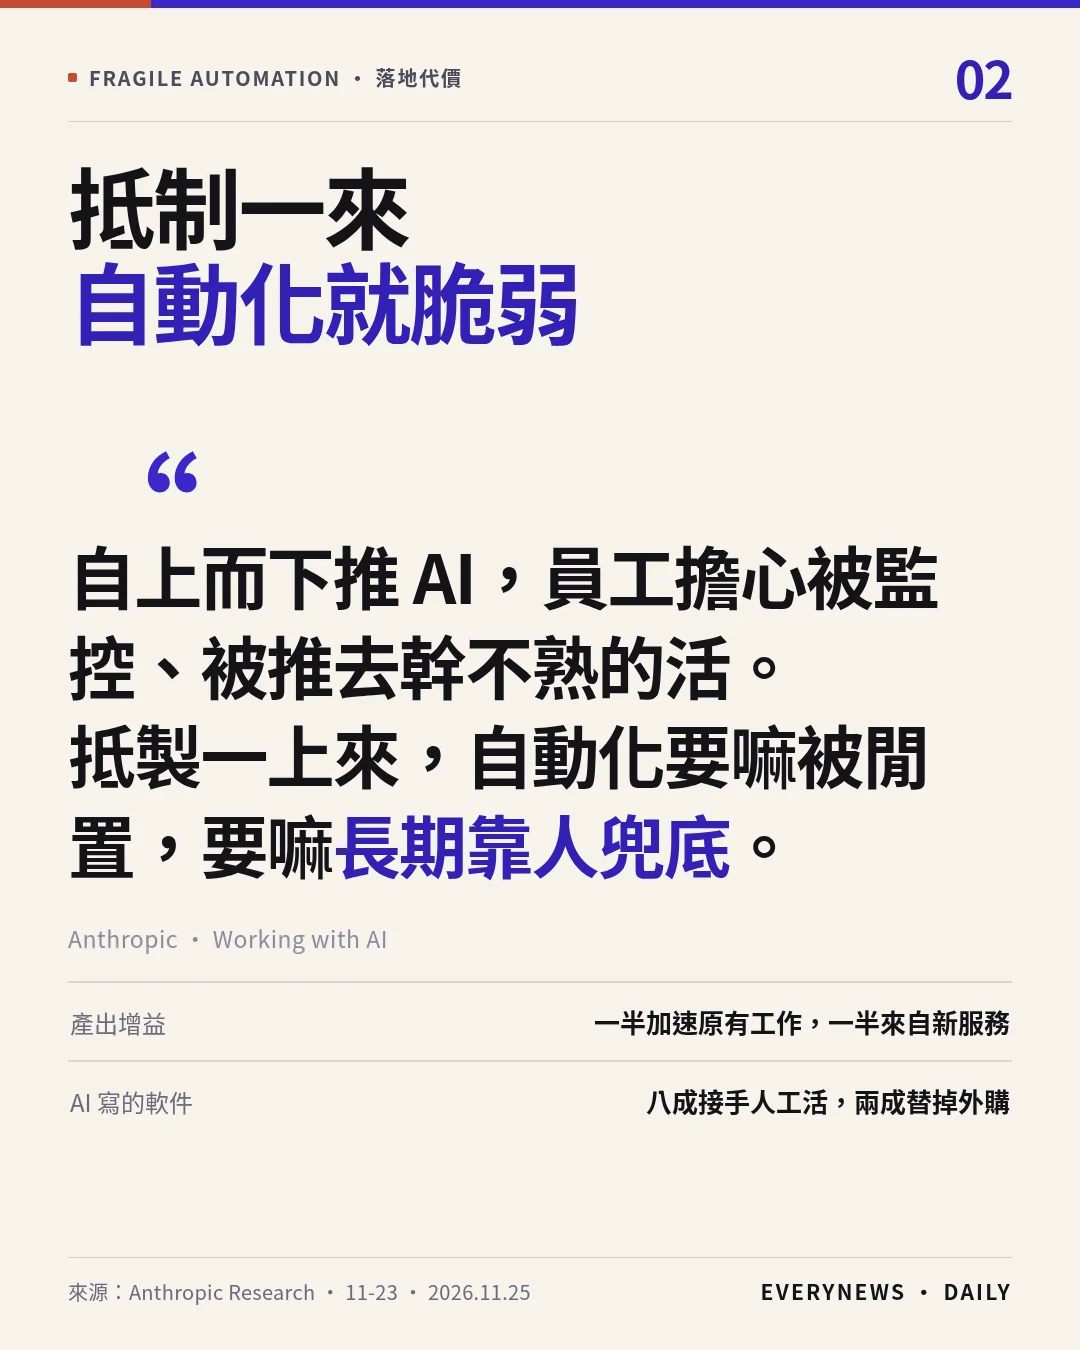 FRAGILE AUTOMATION · 落地代價
02
抵制一來
自動化就脆弱
“
自上而下推 AI，員工擔心被監
控、被推去幹不熟的活。
抵製一上來，自動化要嘛被閒
置，要嘛長期靠人兜底。
Anthropic · Working with AI
產出增益
一半加速原有工作，一半來自新服務
AI 寫的軟件
八成接手人工活，兩成替掉外購
來源：Anthropic Research · 11-23 · 2026.11.25
EVERYNEWS · DAILY